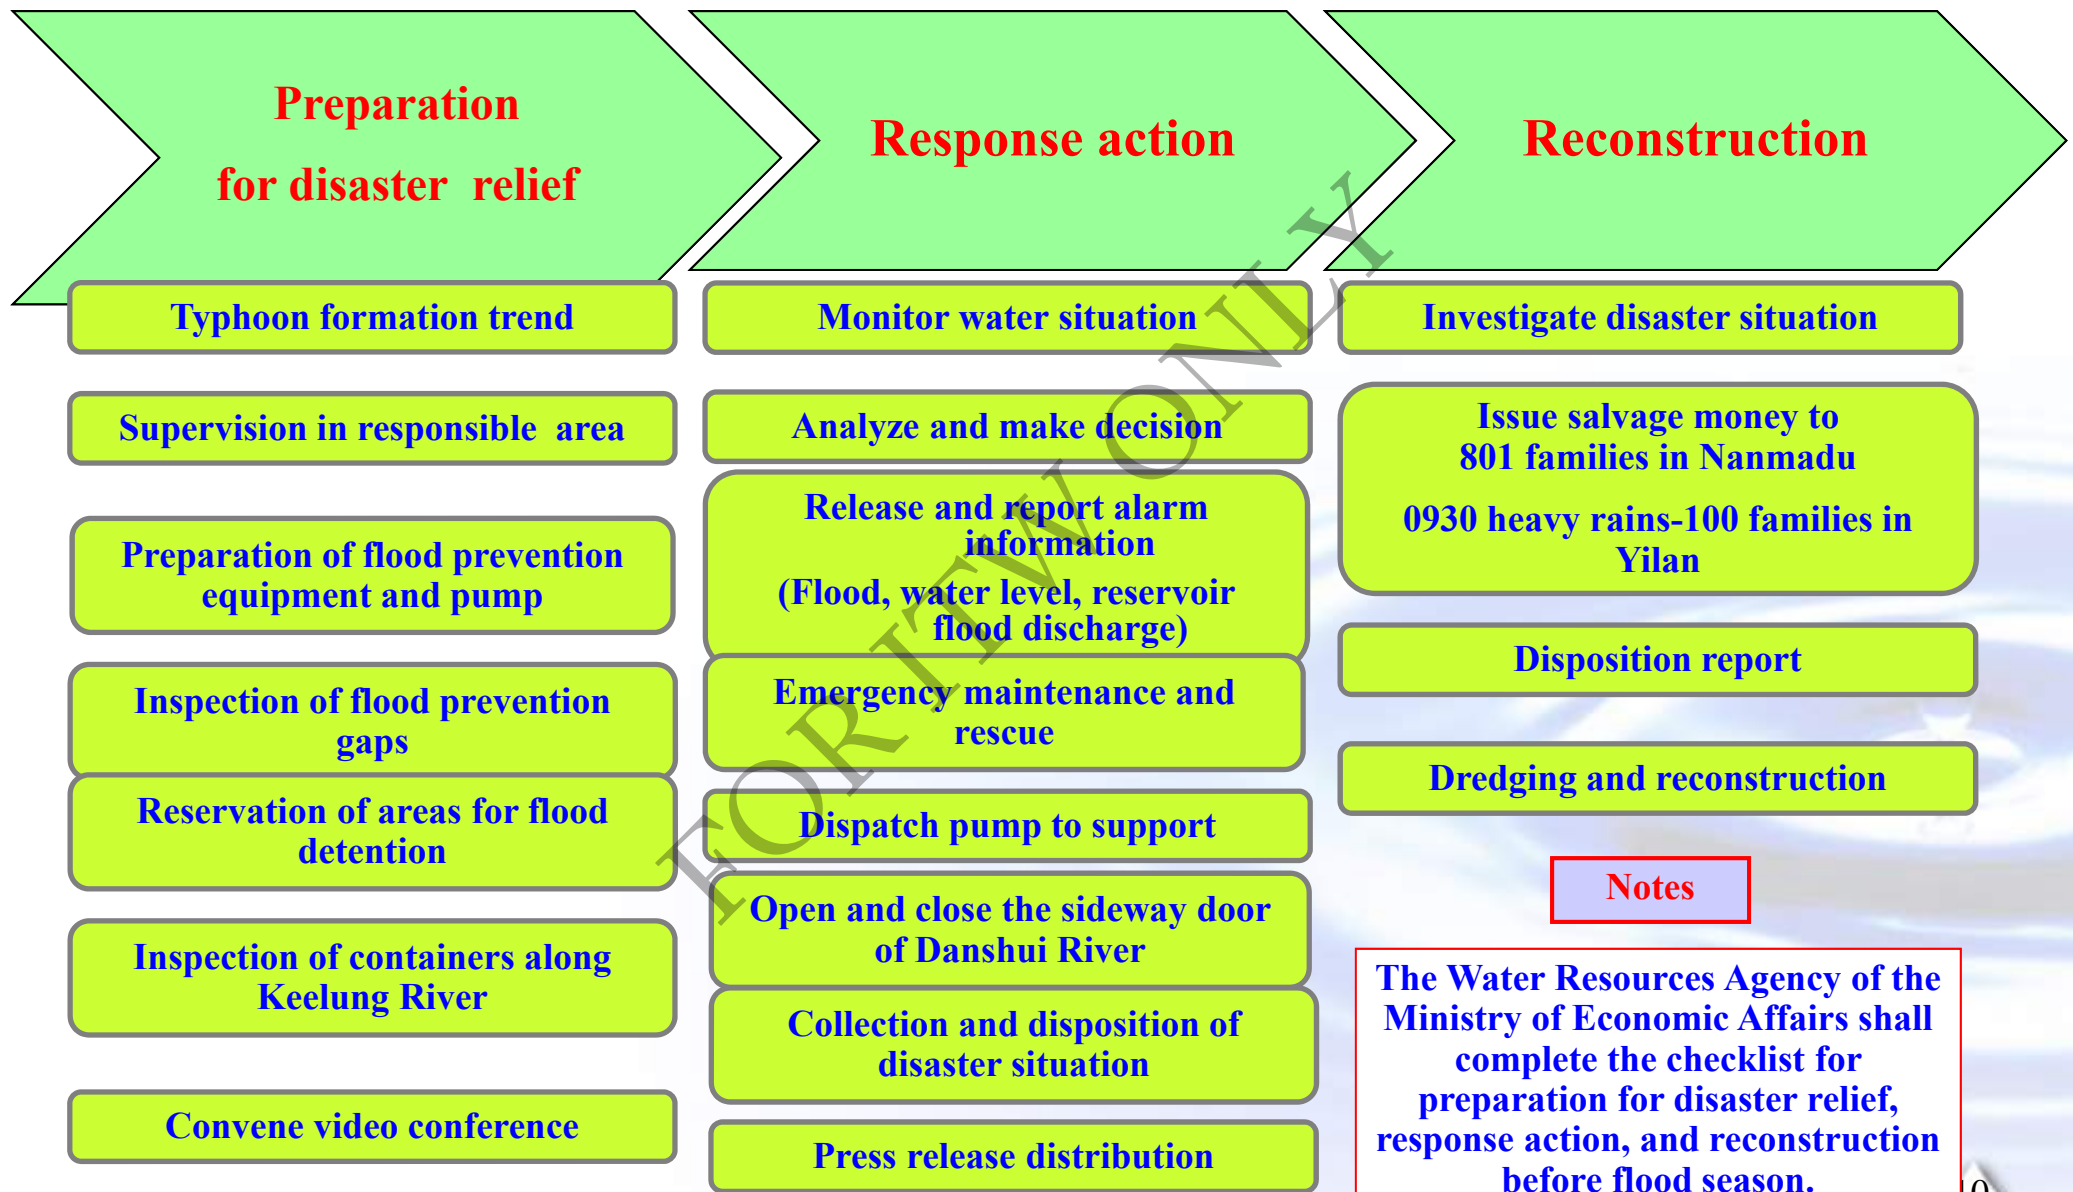 Preparation
for disaster relief
Response action
Reconstruction
Typhoon formation trend
Supervision in responsible area
Preparation of flood prevention
equipment and pump
Inspection of flood prevention
gaps
Reservation of areas for flood
detention
Inspection of containers along
Keelung River
Convene video conference
Monitor water situation
Analyze and make decision
Release and report alarm
information
(Flood, water level, reservoir
flood discharge)
Emergency maintenance and
rescue
Dispatch pump to support
Open and close the sideway door
of Danshui River
Collection and disposition of
disaster situation
Press release distribution
Investigate disaster situation
Issue salvage money to
801 families in Nanmadu
0930 heavy rains-100 families in
Yilan
Disposition report
Dredging and reconstruction
Notes
The Water Resources Agency of the
Ministry of Economic Affairs shall
complete the checklist for
preparation for disaster relief,
response action, and reconstruction
before flood season.
FOR ITW ONLY